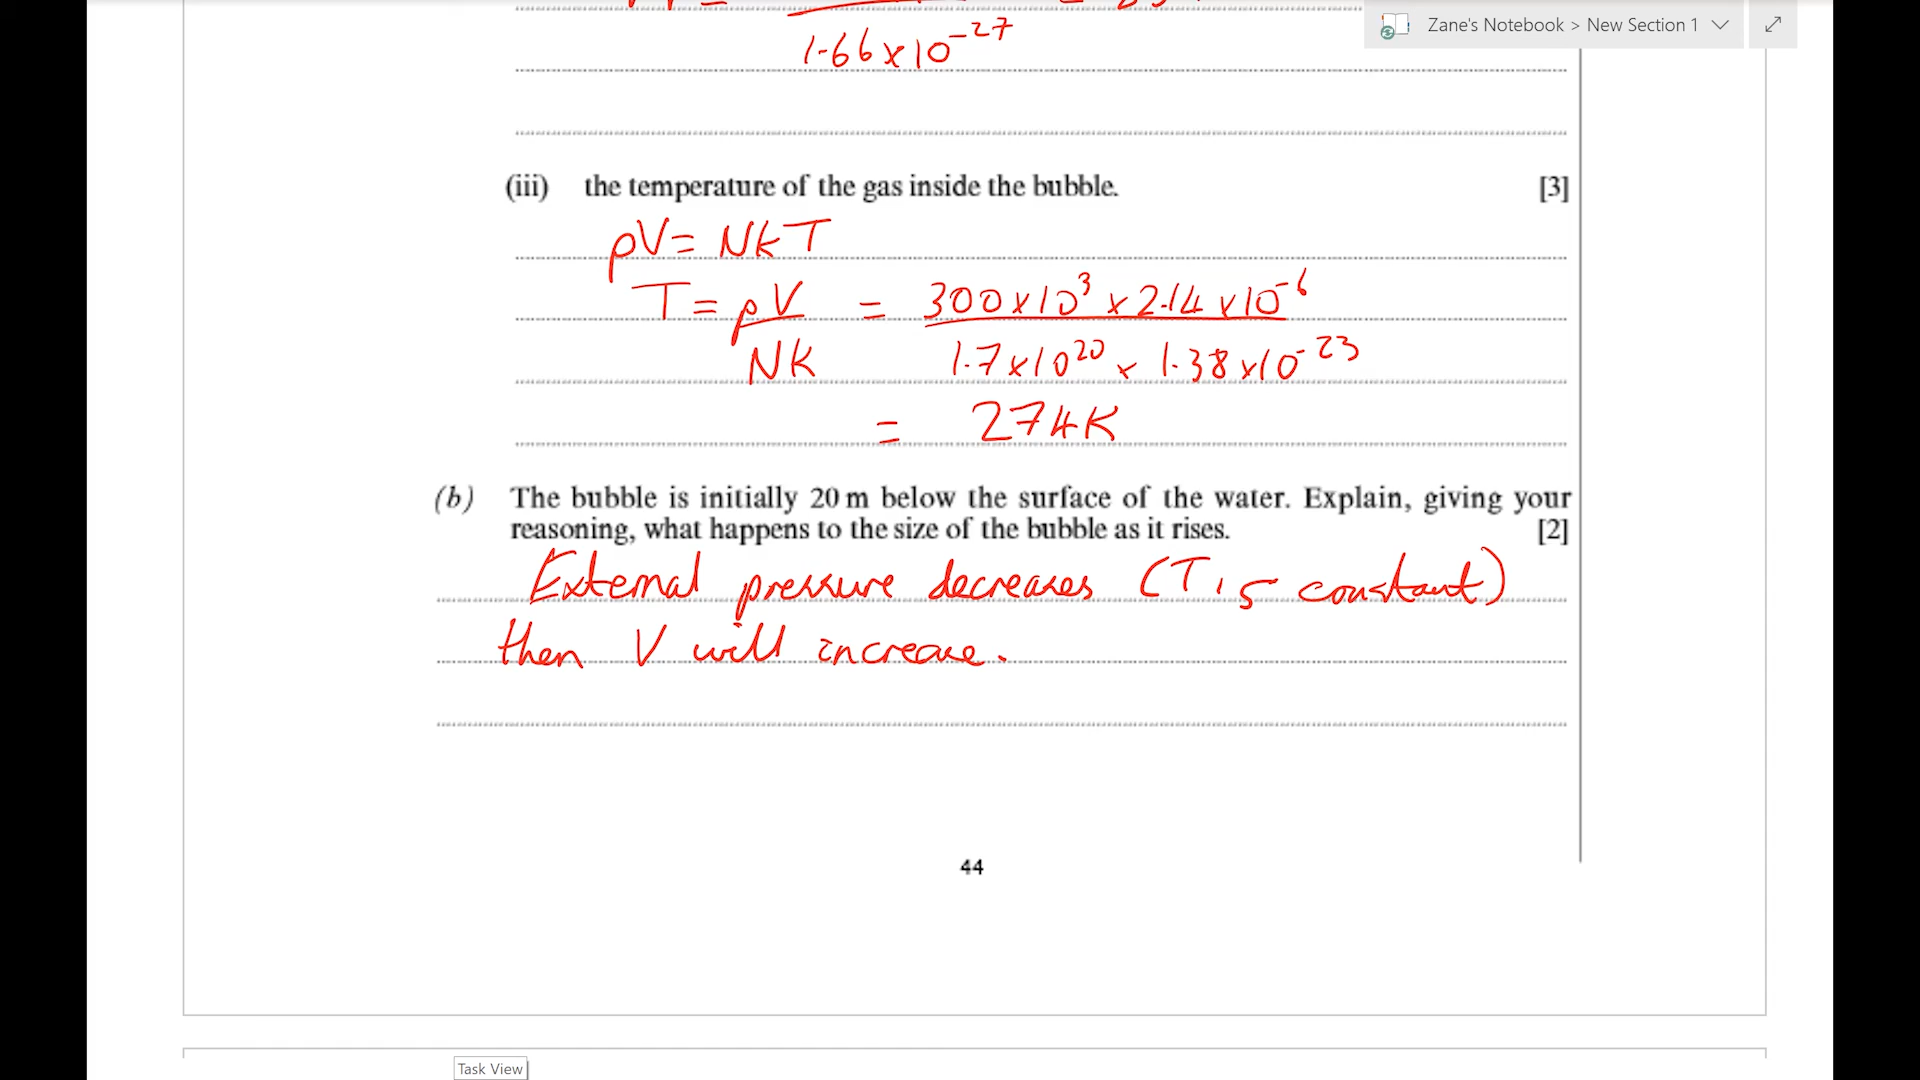 Zane's Notebook > New Section 1
1.66 x 10⁻²⁷
(iii) the temperature of the gas inside the bubble. [3]
pV = NkT
T = pV = 300 x 10³ x 2.14 x 10⁻⁶
NK 1.7 x 10²⁰ x 1.38 x 10⁻²³
= 274K
(b) The bubble is initially 20 m below the surface of the water. Explain, giving your
reasoning, what happens to the size of the bubble as it rises. [2]
External pressure decreases (T is constant)
then V will increase.
44
Task View